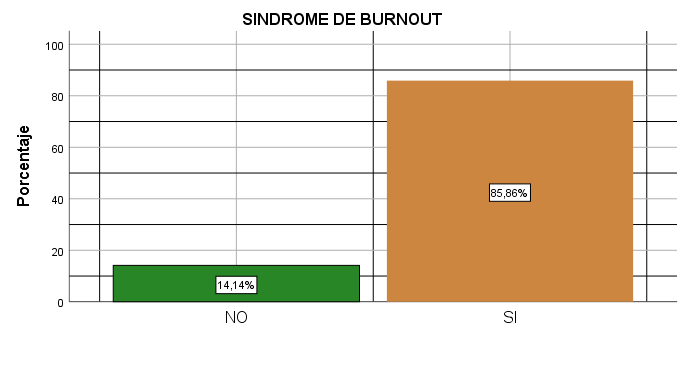 SINDROME DE BURNOUT
Porcentaje
100
80
60
40
20
0
85,86%
14,14%
NO
SI